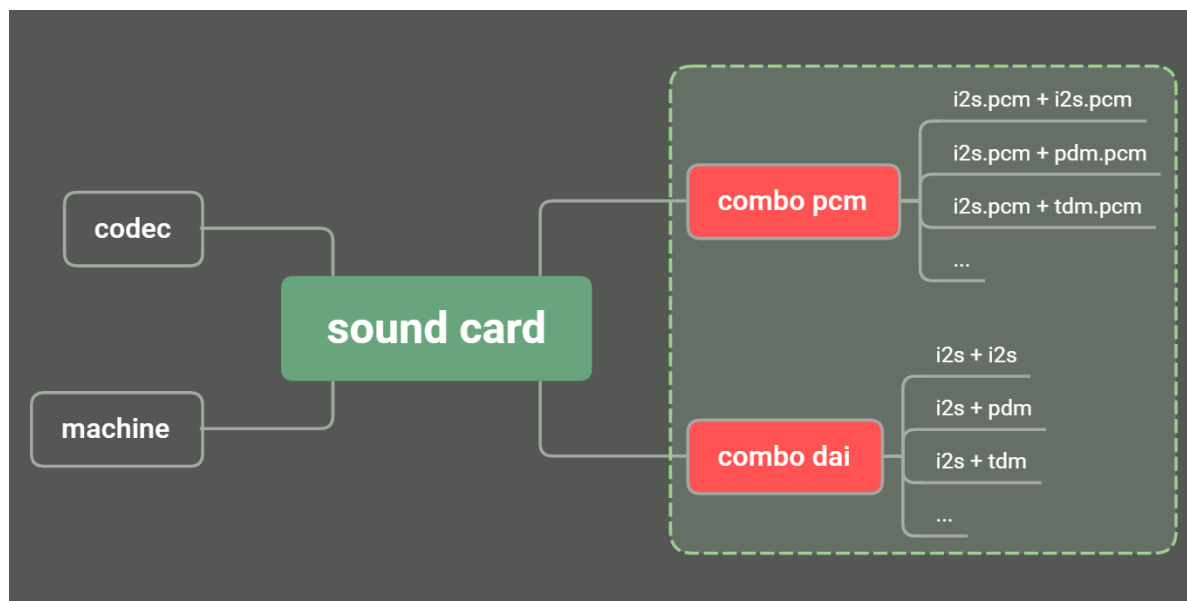 codec
machine
sound card
combo pcm
i2s.pcm + i2s.pcm
i2s.pcm + pdm.pcm
i2s.pcm + tdm.pcm
...
combo dai
i2s + i2s
i2s + pdm
i2s + tdm
...